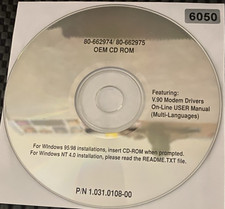 6050
80-662974/ 80-662975
OEM CD ROM
Featuring:
V.90 Modem Drivers
On-Line USER Manual
(Multi-Languages)
For Windows 95/98 installations, insert CD-ROM when prompted.
For Windows NT 4.0 Installation, please read the README.TXT file.
P/N 1.031.0108-00